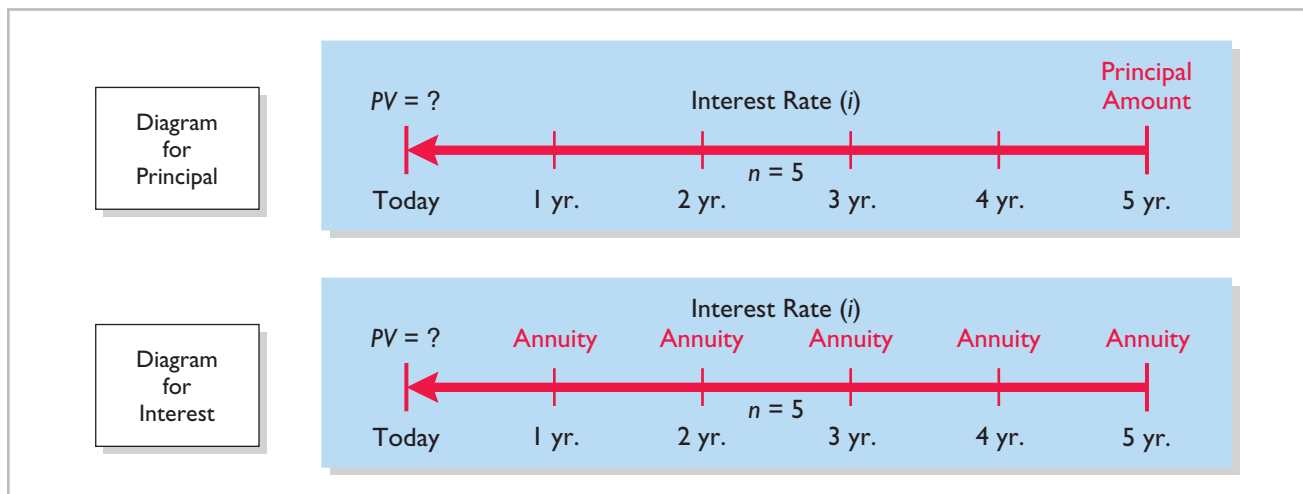 Diagram
for
Principal
Principal
Amount
PV = ?
Interest Rate (i)
n = 5
Today 1 yr. 2 yr. 3 yr. 4 yr. 5 yr.
Diagram
for
Interest
Interest Rate (i)
PV = ? Annuity Annuity Annuity Annuity Annuity
n = 5
Today 1 yr. 2 yr. 3 yr. 4 yr. 5 yr.